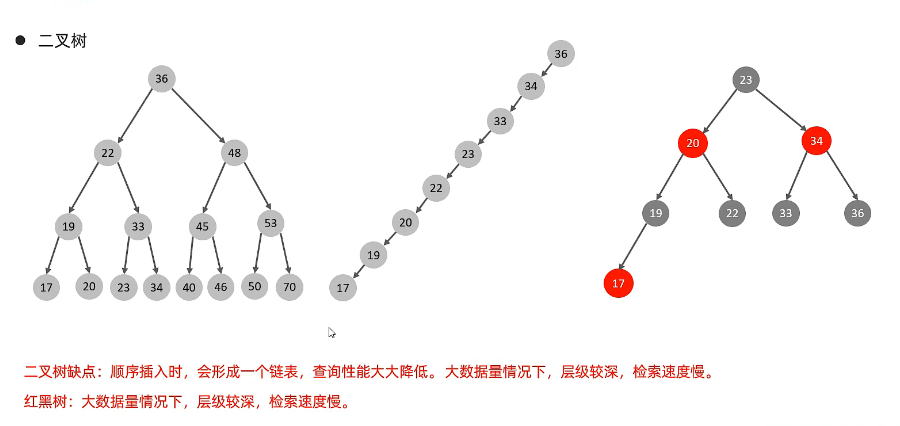 ● 二叉树
36
22 48
19 33 45 53
17 20 23 34 40 46 50 70
36
34
33
23
22
20
19
17
23
20 34
19 22 33 36
17
二叉树缺点：顺序插入时，会形成一个链表，查询性能大大降低。大数据量情况下，层级较深，检索速度慢。
红黑树：大数据量情况下，层级较深，检索速度慢。